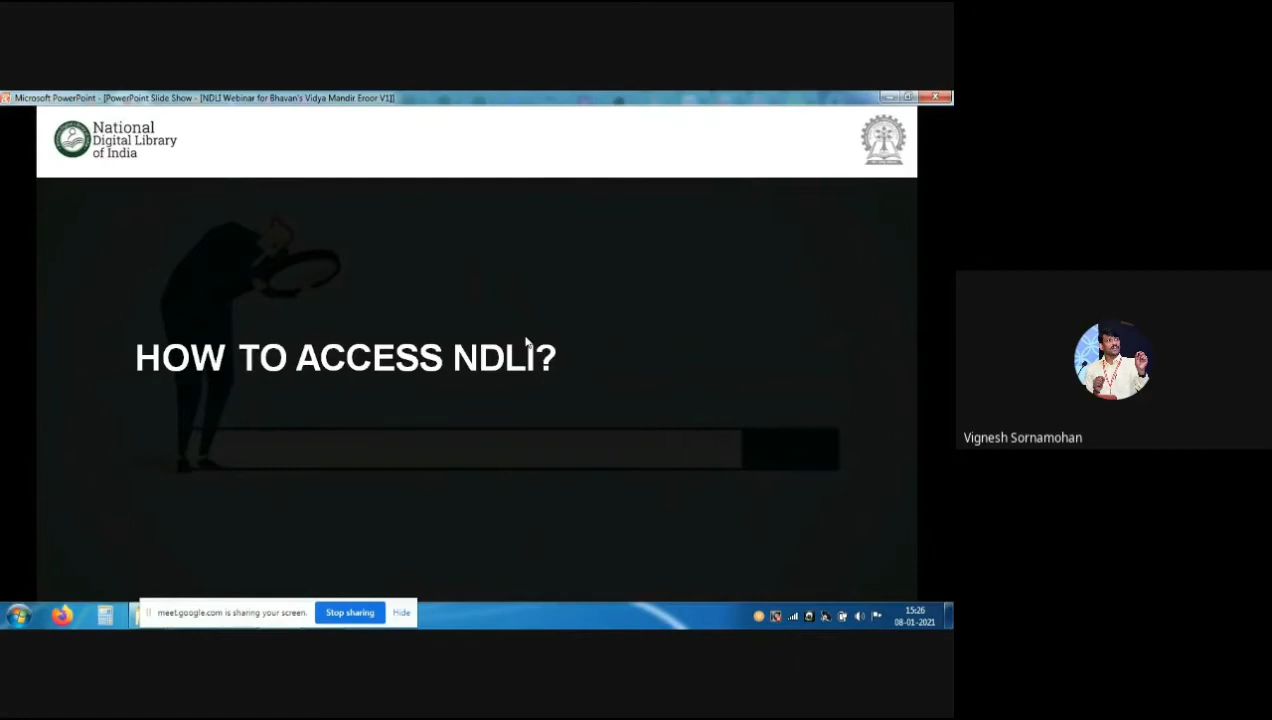 Microsoft PowerPoint - [PowerPoint Slide Show - [NDLI Webinar for Bhavan's Vidya Mandir Eroor V1]]
National
Digital Library
of India
HOW TO ACCESS NDLI?
Vignesh Sornamohan
meet.google.com is sharing your screen.
Stop sharing
Hide
15:26
08-01-2021